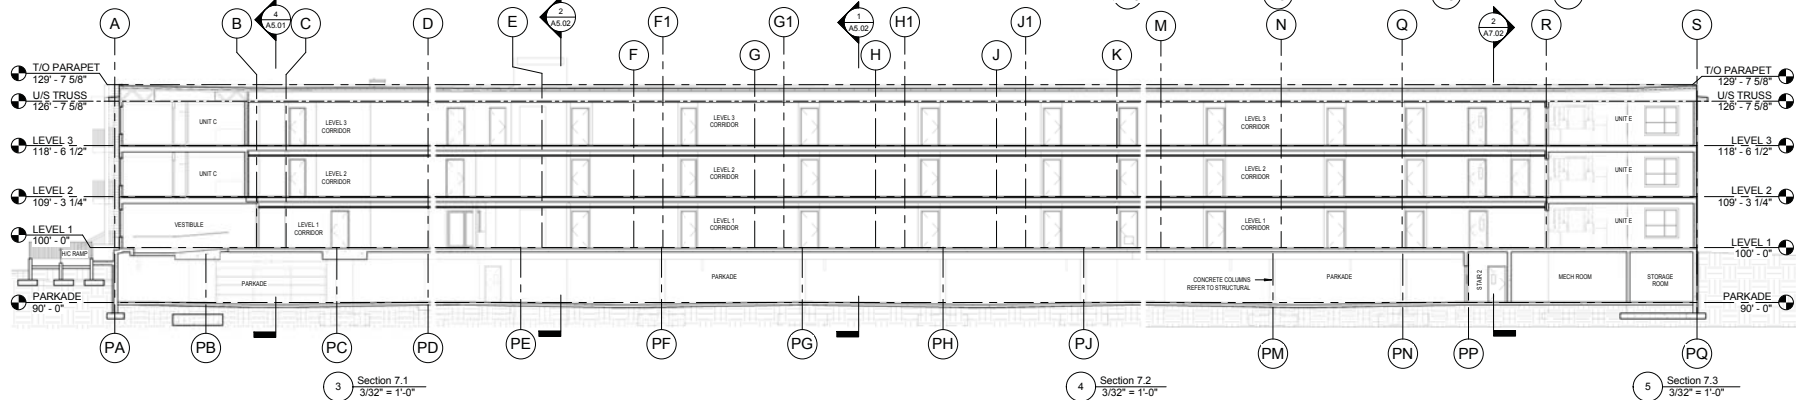 A
B
4
A5.01
C
D
E
2
A5.02
F1
G1
1
A5.02
H1
J1
M
N
Q
2
A7.02
R
S
F
G
H
J
K
T/O PARAPET
129' - 7 5/8"
U/S TRUSS
126' - 7 5/8"
T/O PARAPET
129' - 7 5/8"
U/S TRUSS
126' - 7 5/8"
UNIT C
LEVEL 3
CORRIDOR
LEVEL 3
CORRIDOR
LEVEL 3
CORRIDOR
UNIT E
LEVEL 3
118' - 6 1/2"
LEVEL 3
118' - 6 1/2"
UNIT C
LEVEL 2
CORRIDOR
LEVEL 2
CORRIDOR
LEVEL 2
CORRIDOR
UNIT E
LEVEL 2
109' - 3 1/4"
LEVEL 2
109' - 3 1/4"
VESTIBULE
LEVEL 1
CORRIDOR
LEVEL 1
CORRIDOR
LEVEL 1
CORRIDOR
UNIT E
LEVEL 1
100' - 0"
LEVEL 1
100' - 0"
H/C RAMP
PARKADE
PARKADE
CONCRETE COLUMNS
REFER TO STRUCTURAL
PARKADE
STAIR 2
MECH ROOM
STORAGE
ROOM
PARKADE
90' - 0"
PARKADE
90' - 0"
PA
PB
PC
PD
PE
PF
PG
PH
PJ
PM
PN
PP
PQ
3
Section 7.1
3/32" = 1'-0"
4
Section 7.2
3/32" = 1'-0"
5
Section 7.3
3/32" = 1'-0"